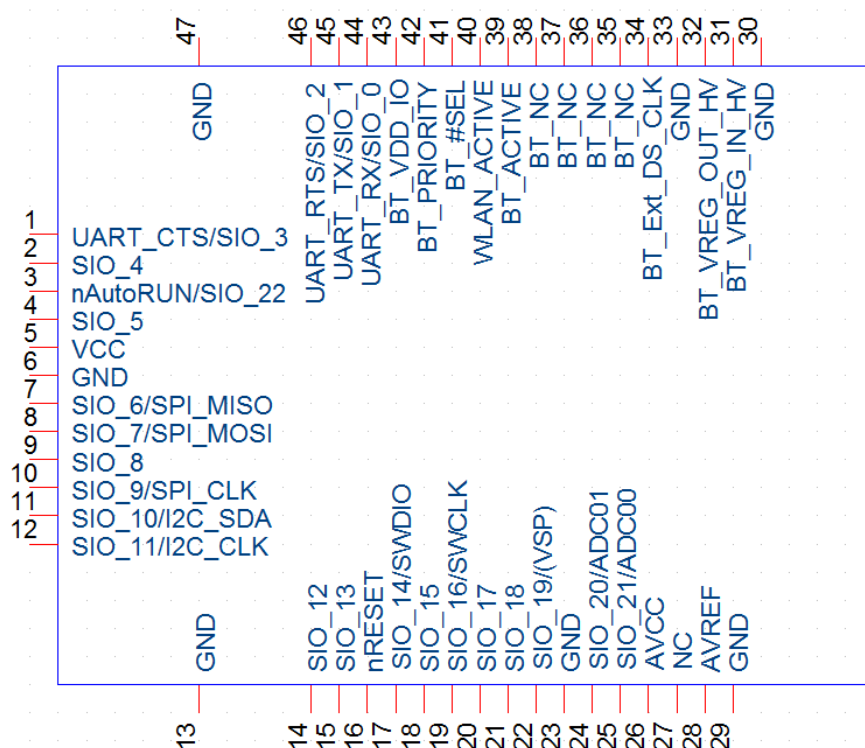 47
46
45
44
43
42
41
40
39
38
37
36
35
34
33
32
31
30
GND
UART_RTS/SIO_2
UART_TX/SIO_1
UART_RX/SIO_0
BT_VDD_IO
BT_PRIORITY
BT_#SEL
WLAN_ACTIVE
BT_ACTIVE
BT_NC
BT_NC
BT_NC
BT_NC
BT_Ext_DS_CLK
GND
BT_VREG_OUT_HV
BT_VREG_IN_HV
GND
1 UART_CTS/SIO_3
2 SIO_4
3 nAutoRUN/SIO_22
4 SIO_5
5 VCC
6 GND
7 SIO_6/SPI_MISO
8 SIO_7/SPI_MOSI
9 SIO_8
10 SIO_9/SPI_CLK
11 SIO_10/I2C_SDA
12 SIO_11/I2C_CLK
GND
SIO_12
SIO_13
nRESET
SIO_14/SWDIO
SIO_15
SIO_16/SWCLK
SIO_17
SIO_18
SIO_19/(VSP)
GND
SIO_20/ADC01
SIO_21/ADC00
AVCC
NC
AVREF
GND
13
14
15
16
17
18
19
20
21
22
23
24
25
26
27
28
29